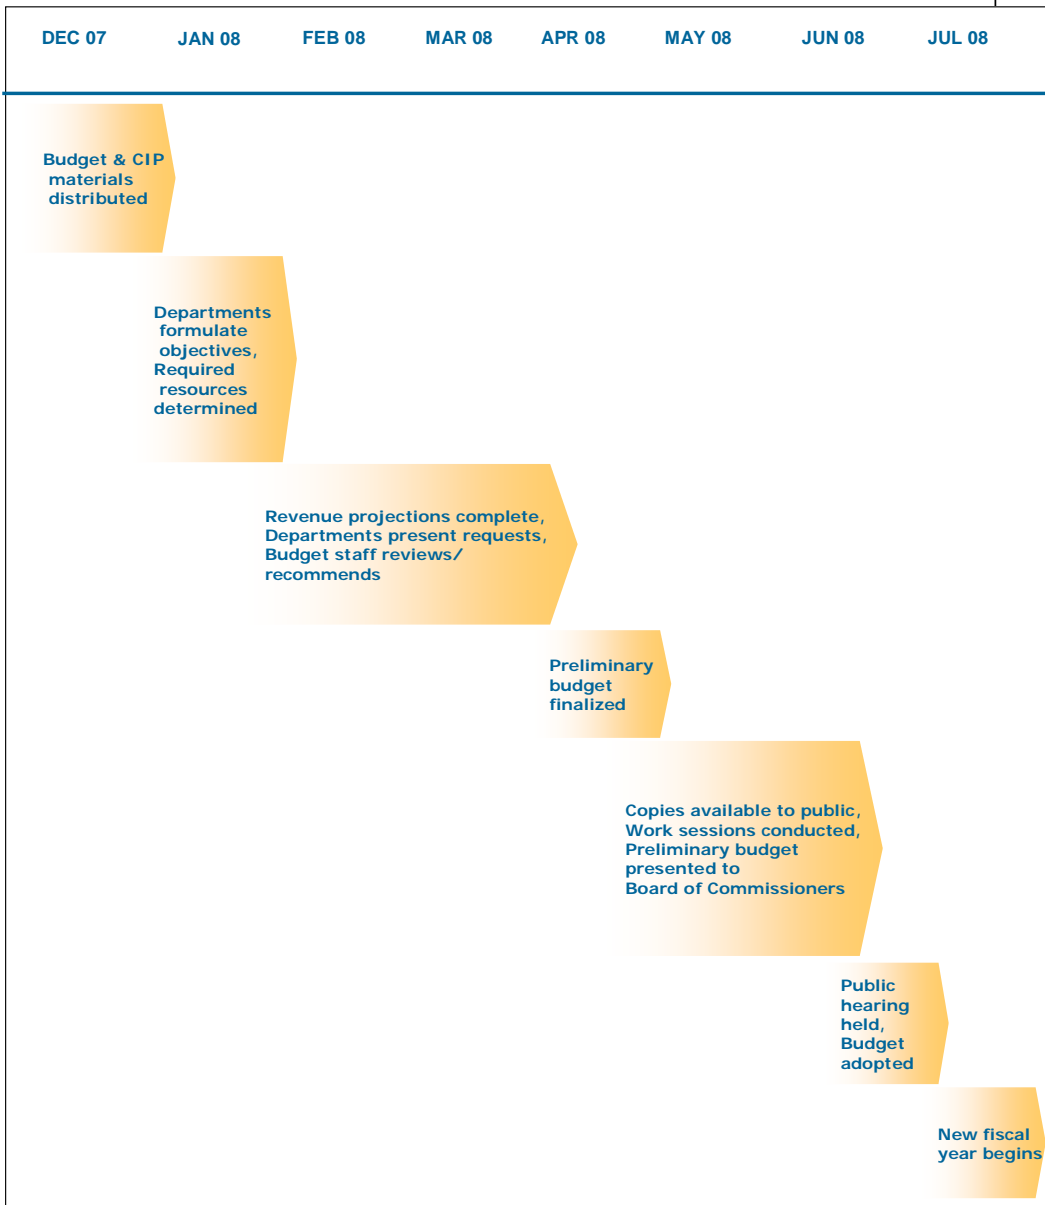 DEC 07 JAN 08 FEB 08 MAR 08 APR 08 MAY 08 JUN 08 JUL 08
Budget & CIP
materials
distributed
Departments
formulate
objectives,
Required
resources
determined
Revenue projections complete,
Departments present requests,
Budget staff reviews/
recommends
Preliminary
budget
finalized
Copies available to public,
Work sessions conducted,
Preliminary budget
presented to
Board of Commissioners
Public
hearing
held,
Budget
adopted
New fiscal
year begins